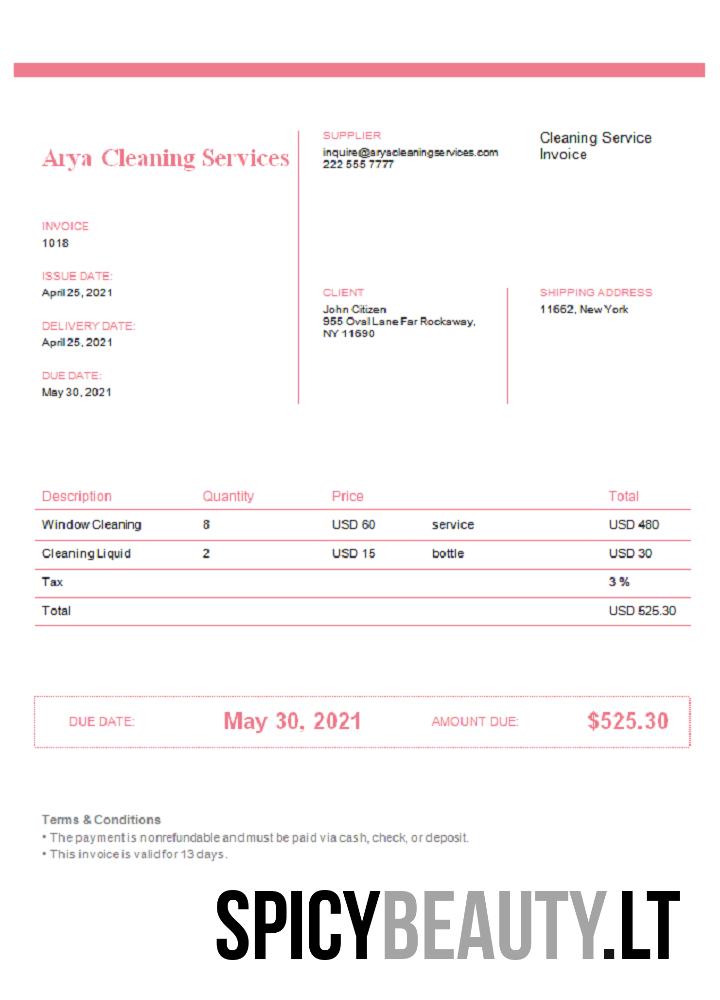 Arya Cleaning Services
SUPPLIER
inquire@aryacleaningservices.com
222 555 7777
Cleaning Service
Invoice
INVOICE
1018
ISSUE DATE:
April 25, 2021
DELIVERY DATE:
April 25, 2021
DUE DATE:
May 30, 2021
CLIENT
John Citizen
955 Oval Lane Far Rockaway,
NY 11690
SHIPPING ADDRESS
11662, New York
Description Quantity Price Total
Window Cleaning 8 USD 60 service USD 480
Cleaning Liquid 2 USD 15 bottle USD 30
Tax 3 %
Total USD 525.30
DUE DATE: May 30, 2021 AMOUNT DUE: $525.30
Terms & Conditions
• The payment is nonrefundable and must be paid via cash, check, or deposit.
• This invoice is valid for 13 days.
SPICYBEAUTY.LT